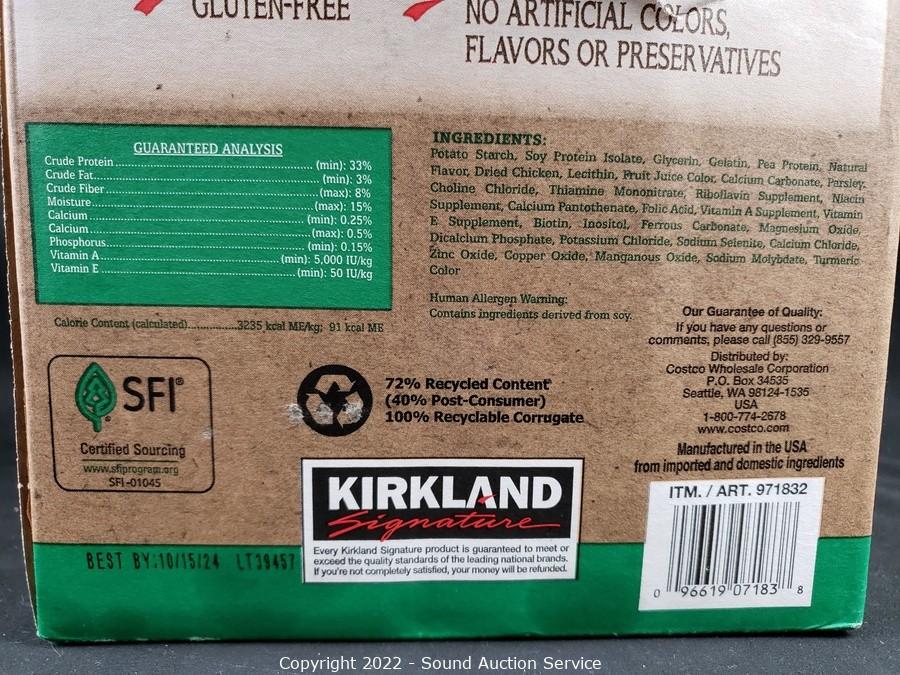 GLUTEN-FREE
NO ARTIFICIAL COLORS,
FLAVORS OR PRESERVATIVES
GUARANTEED ANALYSIS
Crude Protein (min): 33%
Crude Fat (min): 3%
Crude Fiber (max): 8%
Moisture (max): 15%
Calcium (min): 0.25%
Calcium (max): 0.5%
Phosphorus (min): 0.15%
Vitamin A (min): 5,000 IU/kg
Vitamin E (min): 50 IU/kg
Calorie Content (calculated) 3235 kcal ME/kg; 91 kcal ME
INGREDIENTS:
Potato Starch, Soy Protein Isolate, Glycerin, Gelatin, Pea Protein, Natural
Flavor, Dried Chicken, Lecithin, Fruit Juice Color, Calcium Carbonate, Parsley,
Choline Chloride, Thiamine Mononitrate, Riboflavin Supplement, Niacin
Supplement, Calcium Pantothenate, Folic Acid, Vitamin A Supplement, Vitamin
E Supplement, Biotin, Inositol, Ferrous Carbonate, Magnesium Oxide,
Dicalcium Phosphate, Potassium Chloride, Sodium Selenite, Calcium Chloride,
Zinc Oxide, Copper Oxide, Manganous Oxide, Sodium Molybdate, Turmeric
Color
Human Allergen Warning:
Contains ingredients derived from soy.
Our Guarantee of Quality:
If you have any questions or
comments, please call (855) 329-9557
Distributed by:
Costco Wholesale Corporation
P.O. Box 34535
Seattle, WA 98124-1535
USA
1-800-774-2678
www.costco.com
Manufactured in the USA
from imported and domestic ingredients
SFI®
Certified Sourcing
www.sfiprogram.org
SFI-01045
72% Recycled Content
(40% Post-Consumer)
100% Recyclable Corrugate
KIRKLAND
Signature
Every Kirkland Signature product is guaranteed to meet or
exceed the quality standards of the leading national brands.
If you're not completely satisfied, your money will be refunded.
BEST BY:10/15/24 LT39457
ITM. / ART. 971832
0 96619 07183 8
Copyright 2022 - Sound Auction Service